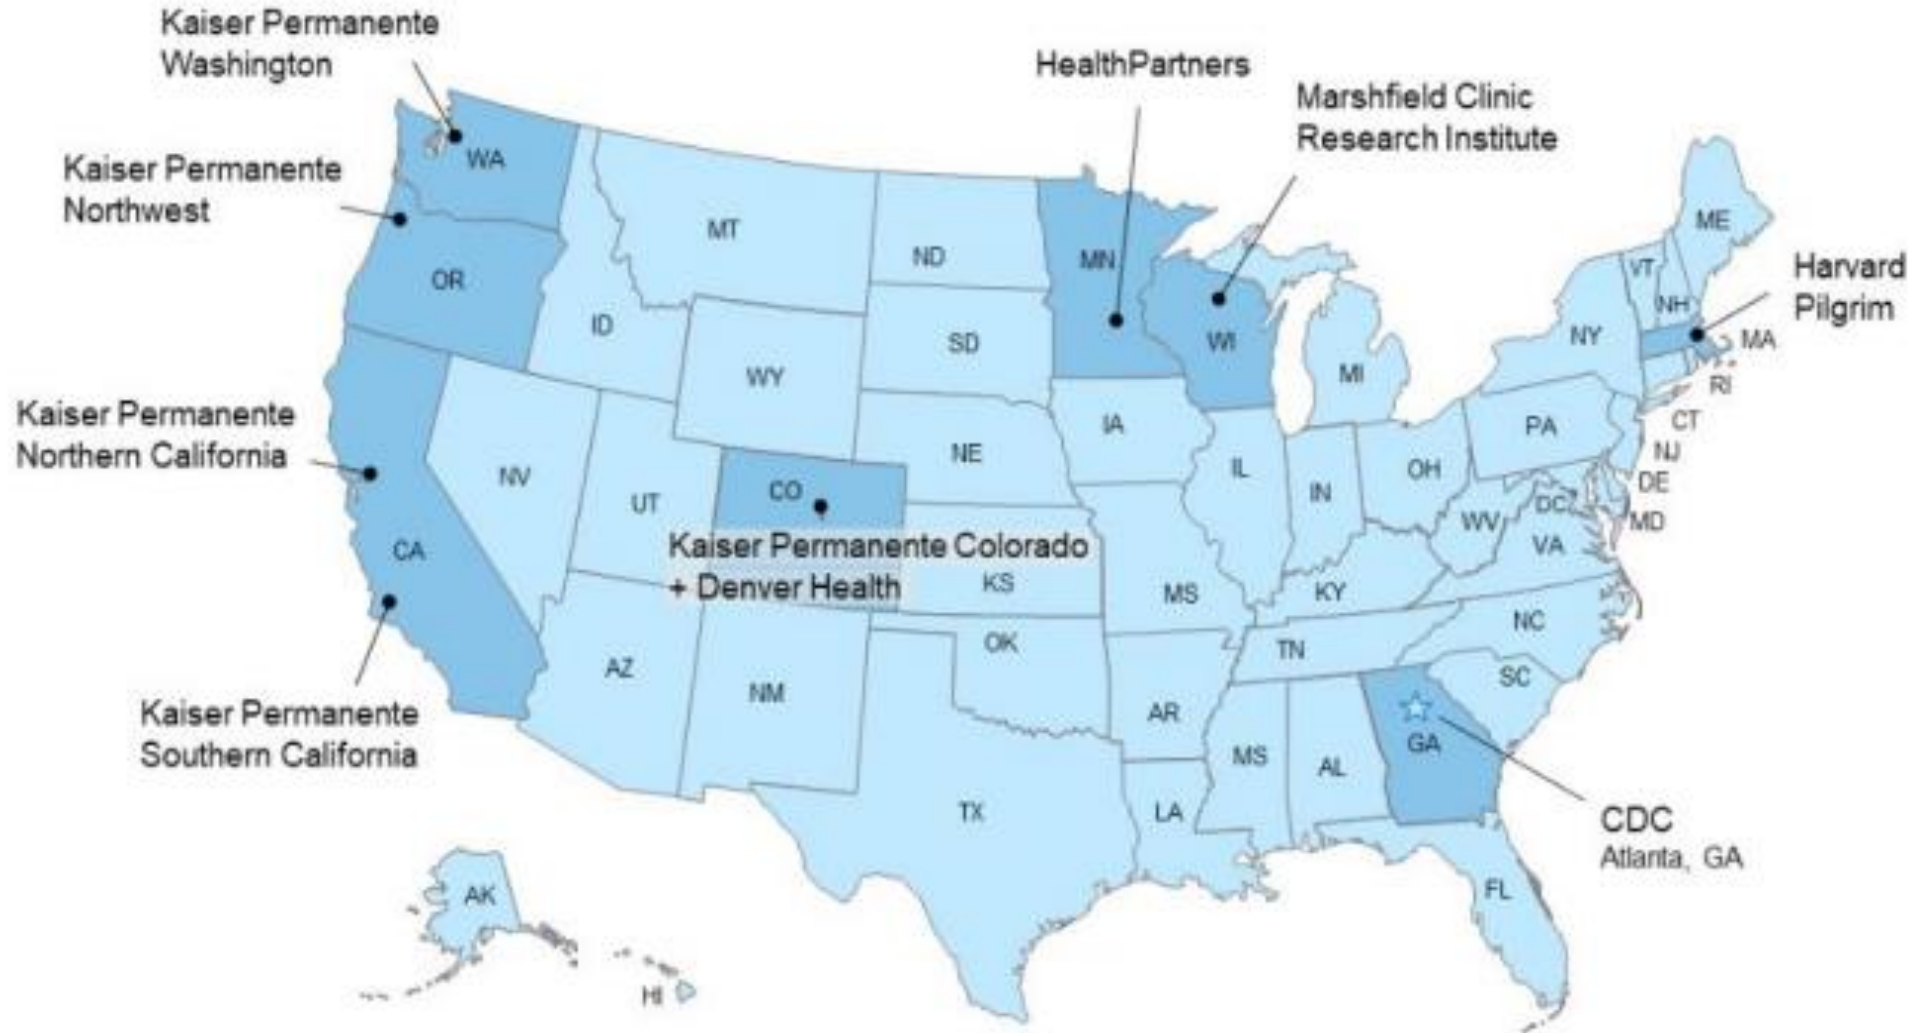 Kaiser Permanente
Washington
HealthPartners
Marshfield Clinic
Research Institute
Kaiser Permanente
Northwest
Harvard
Pilgrim
Kaiser Permanente
Northern California
Kaiser Permanente Colorado
+ Denver Health
Kaiser Permanente
Southern California
CDC
Atlanta, GA
WA
OR
CA
ID
NV
MT
WY
UT
CO
AZ
NM
ND
SD
NE
KS
OK
TX
MN
IA
MS
AR
LA
WI
IL
MI
IN
OH
KY
TN
MS
AL
GA
FL
SC
NC
VA
WV
DC
MD
DE
NJ
PA
NY
CT
RI
MA
VT
NH
ME
AK
HI